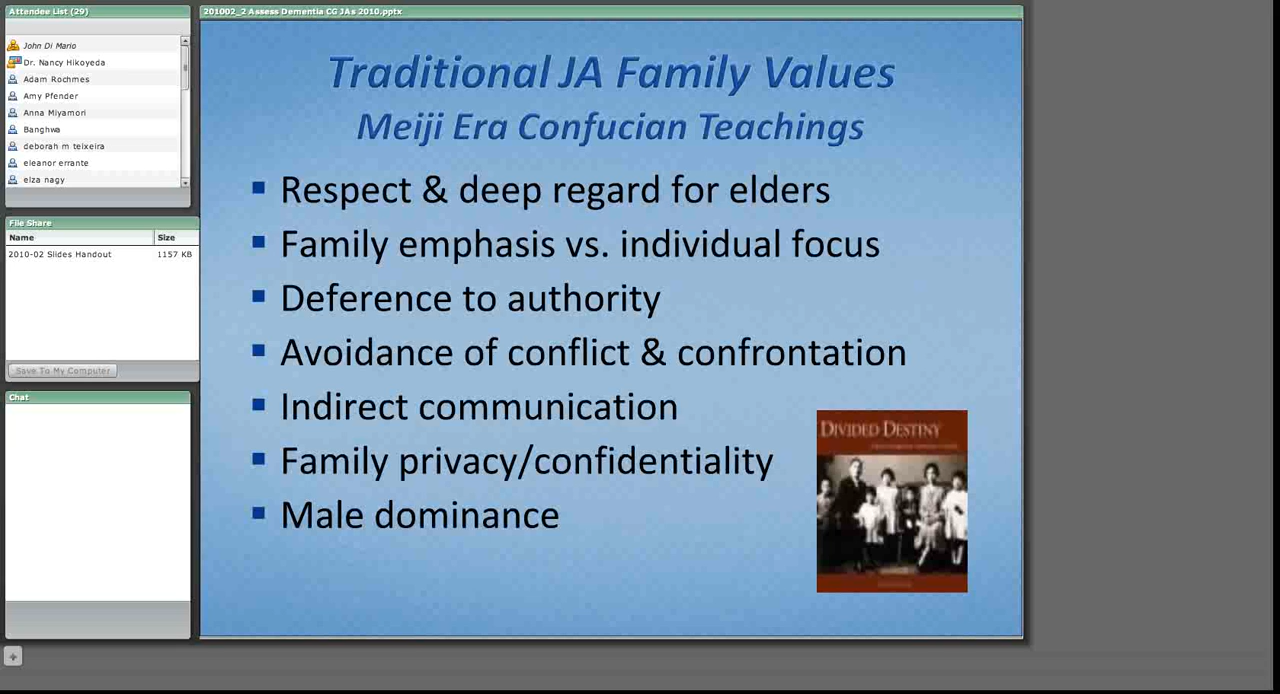 Attendee List (29)
John Di Mario
Dr. Nancy Hikoyeda
Adam Rochmes
Amy Pfender
Anna Miyamori
Banghwa
deborah m teixeira
eleanor errante
elza nagy
File Share
Name Size
2010-02 Slides Handout 1157 KB
Save To My Computer
Chat
201002_2 Assess Dementia CG JAs 2010.pptx
Traditional JA Family Values
Meiji Era Confucian Teachings
▪ Respect & deep regard for elders
▪ Family emphasis vs. individual focus
▪ Deference to authority
▪ Avoidance of conflict & confrontation
▪ Indirect communication
▪ Family privacy/confidentiality
▪ Male dominance
DIVIDED DESTINY